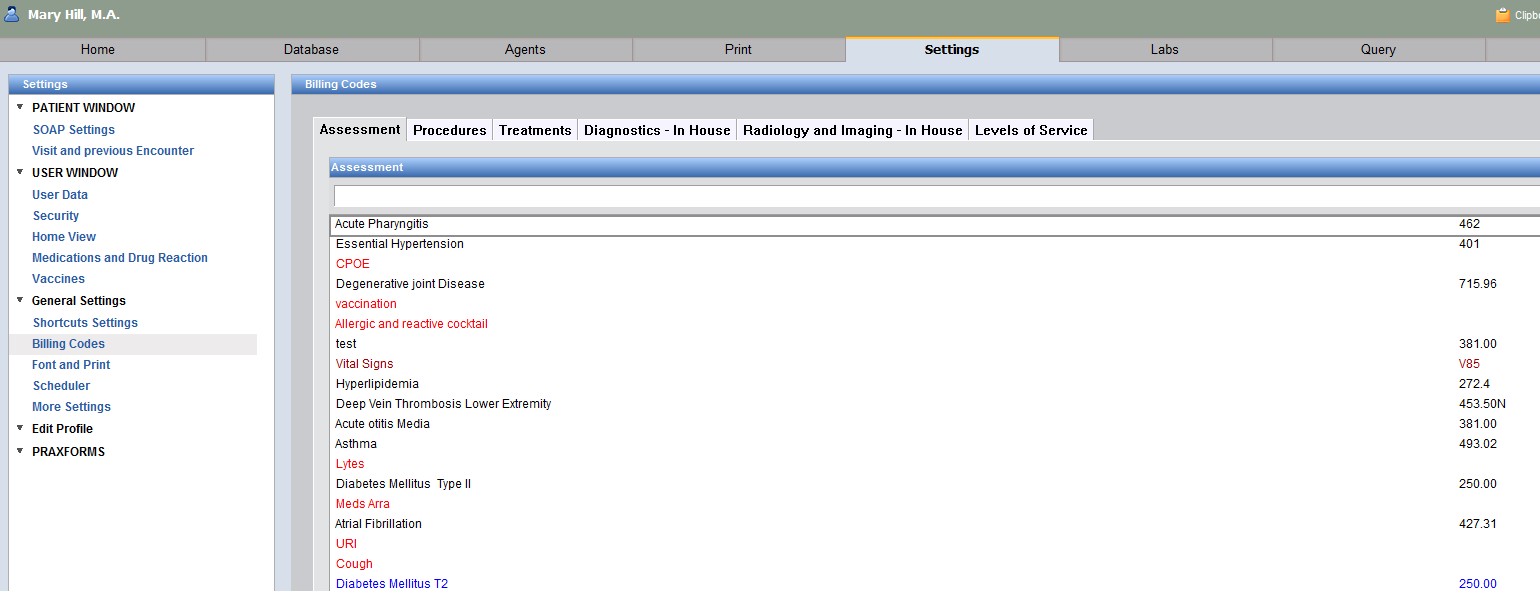 Mary Hill, M.A.
Home Database Agents Print Settings Labs Query
Settings
PATIENT WINDOW
SOAP Settings
Visit and previous Encounter
USER WINDOW
User Data
Security
Home View
Medications and Drug Reaction
Vaccines
General Settings
Shortcuts Settings
Billing Codes
Font and Print
Scheduler
More Settings
Edit Profile
PRAXFORMS
Billing Codes
Assessment Procedures Treatments Diagnostics - In House Radiology and Imaging - In House Levels of Service
Assessment
Acute Pharyngitis 462
Essential Hypertension 401
CPOE
Degenerative joint Disease 715.96
vaccination
Allergic and reactive cocktail
test 381.00
Vital Signs V85
Hyperlipidemia 272.4
Deep Vein Thrombosis Lower Extremity 453.50N
Acute otitis Media 381.00
Asthma 493.02
Lytes
Diabetes Mellitus Type II 250.00
Meds Arra
Atrial Fibrillation 427.31
URI
Cough
Diabetes Mellitus T2 250.00